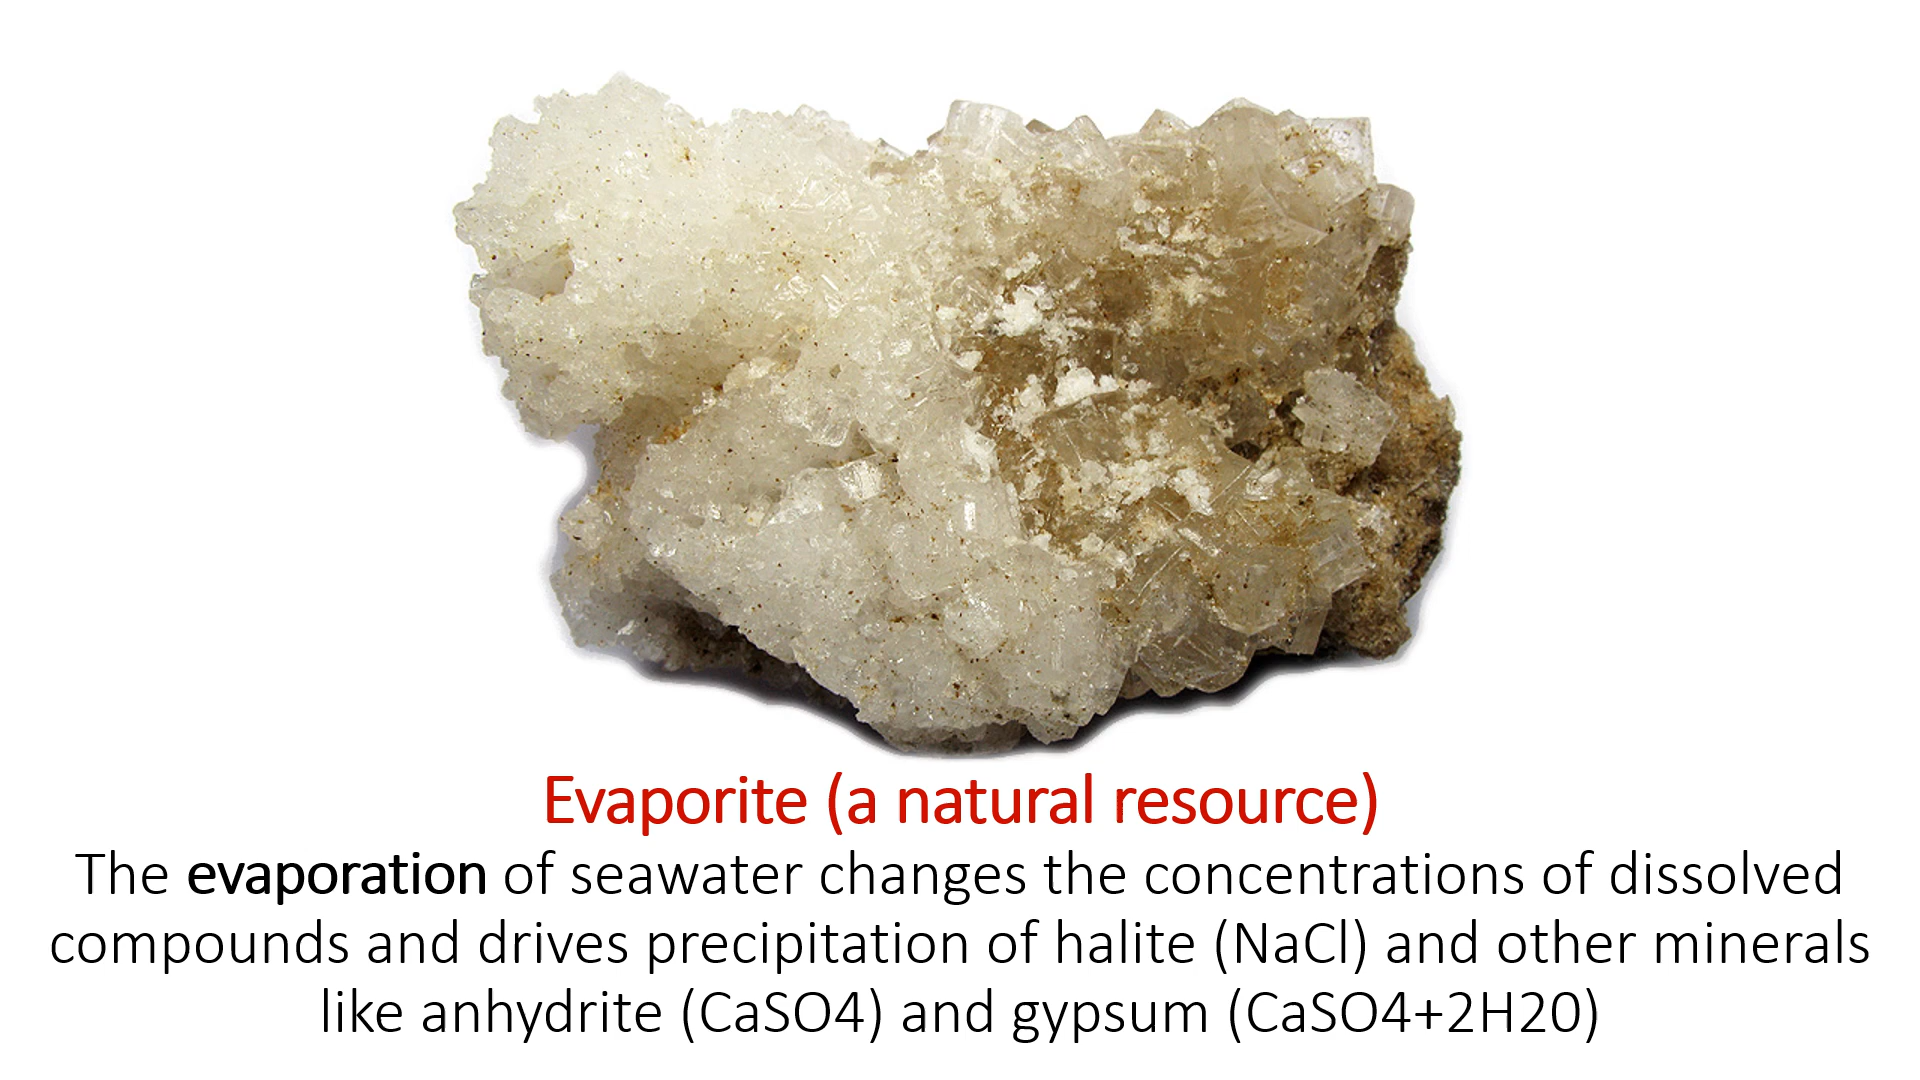 Evaporite (a natural resource)
The evaporation of seawater changes the concentrations of dissolved
compounds and drives precipitation of halite (NaCl) and other minerals
like anhydrite (CaSO4) and gypsum (CaSO4+2H20)